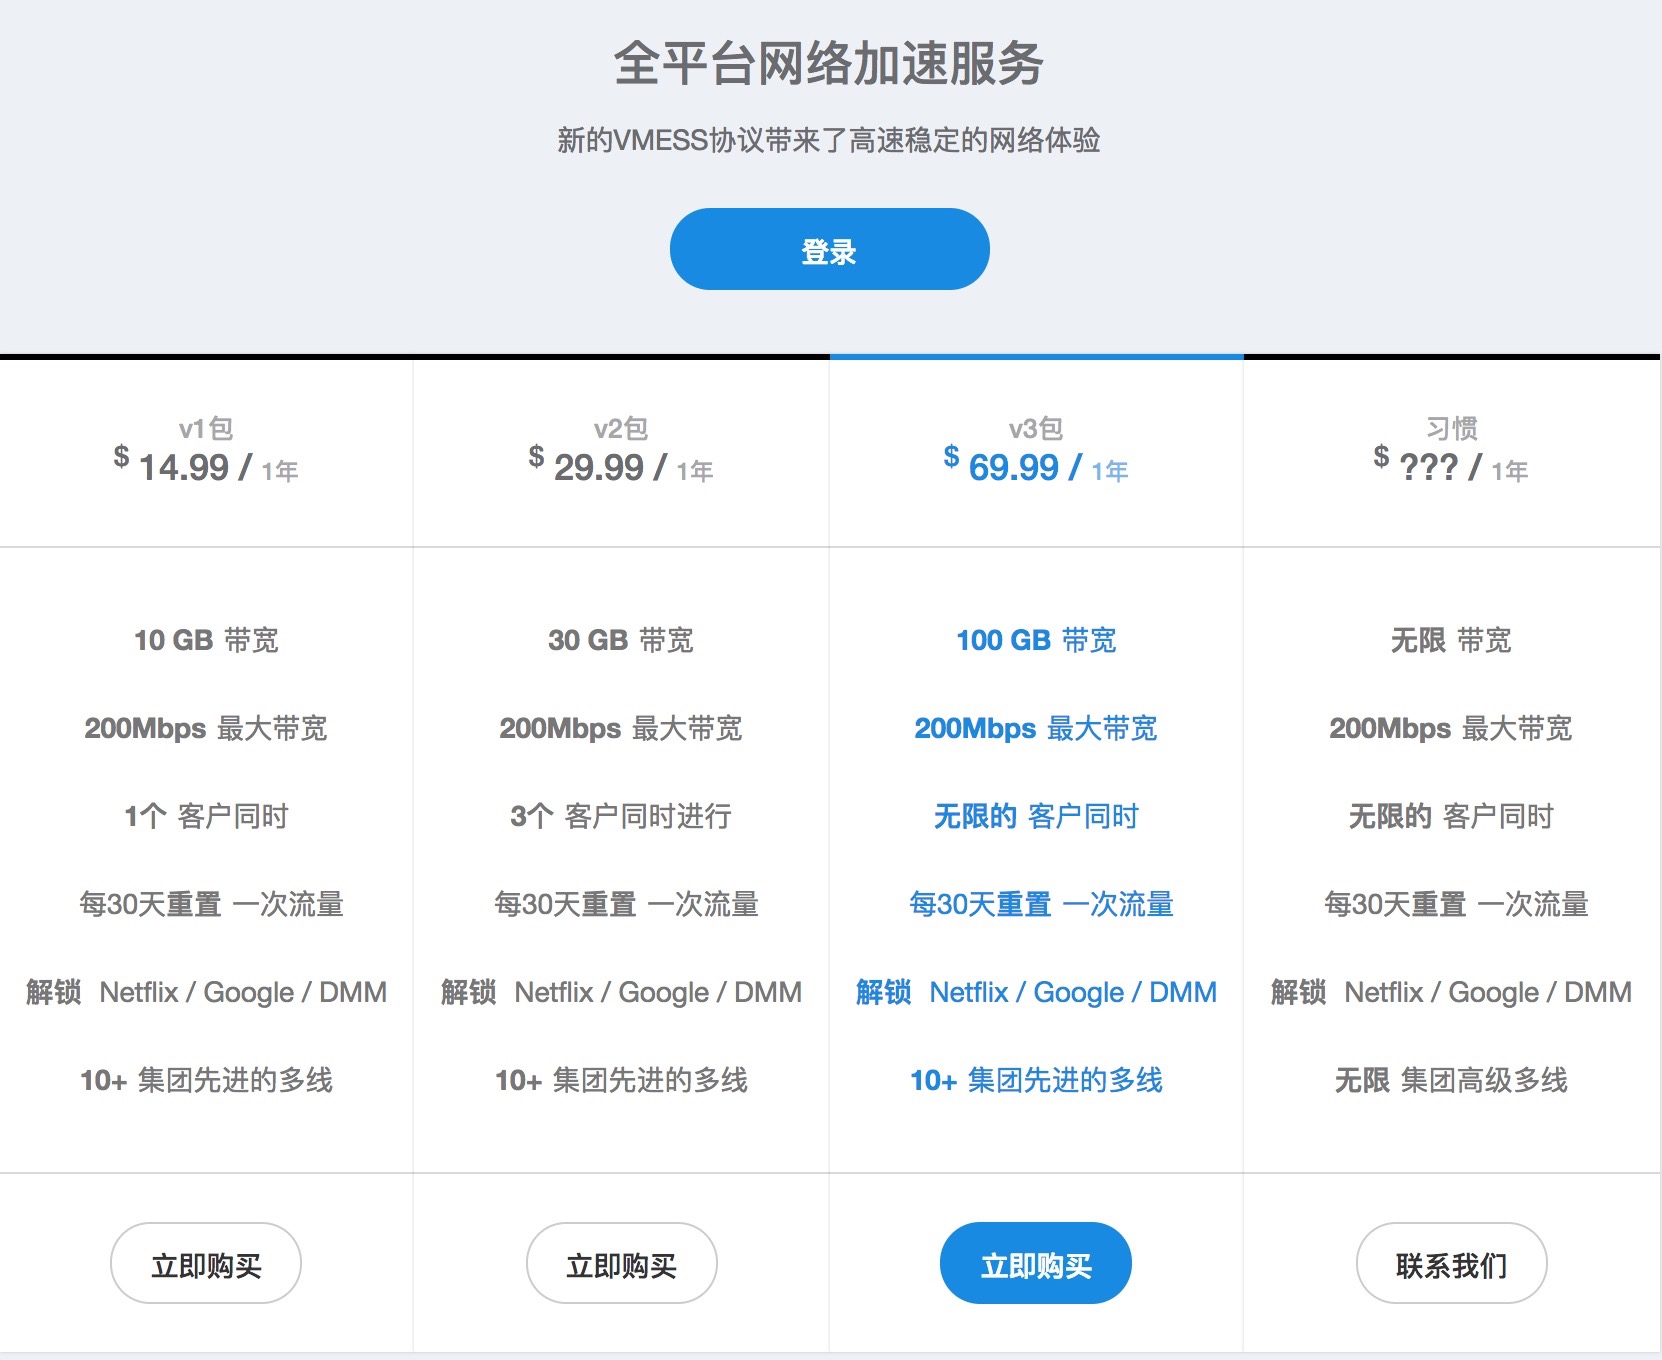 全平台网络加速服务
新的VMESS协议带来了高速稳定的网络体验
登录
v1包
$ 14.99 / 1年
10 GB 带宽
200Mbps 最大带宽
1个 客户同时
每30天重置 一次流量
解锁 Netflix / Google / DMM
10+ 集团先进的多线
立即购买
v2包
$ 29.99 / 1年
30 GB 带宽
200Mbps 最大带宽
3个 客户同时进行
每30天重置 一次流量
解锁 Netflix / Google / DMM
10+ 集团先进的多线
立即购买
v3包
$ 69.99 / 1年
100 GB 带宽
200Mbps 最大带宽
无限的 客户同时
每30天重置 一次流量
解锁 Netflix / Google / DMM
10+ 集团先进的多线
立即购买
习惯
$ ??? / 1年
无限 带宽
200Mbps 最大带宽
无限的 客户同时
每30天重置 一次流量
解锁 Netflix / Google / DMM
无限 集团高级多线
联系我们